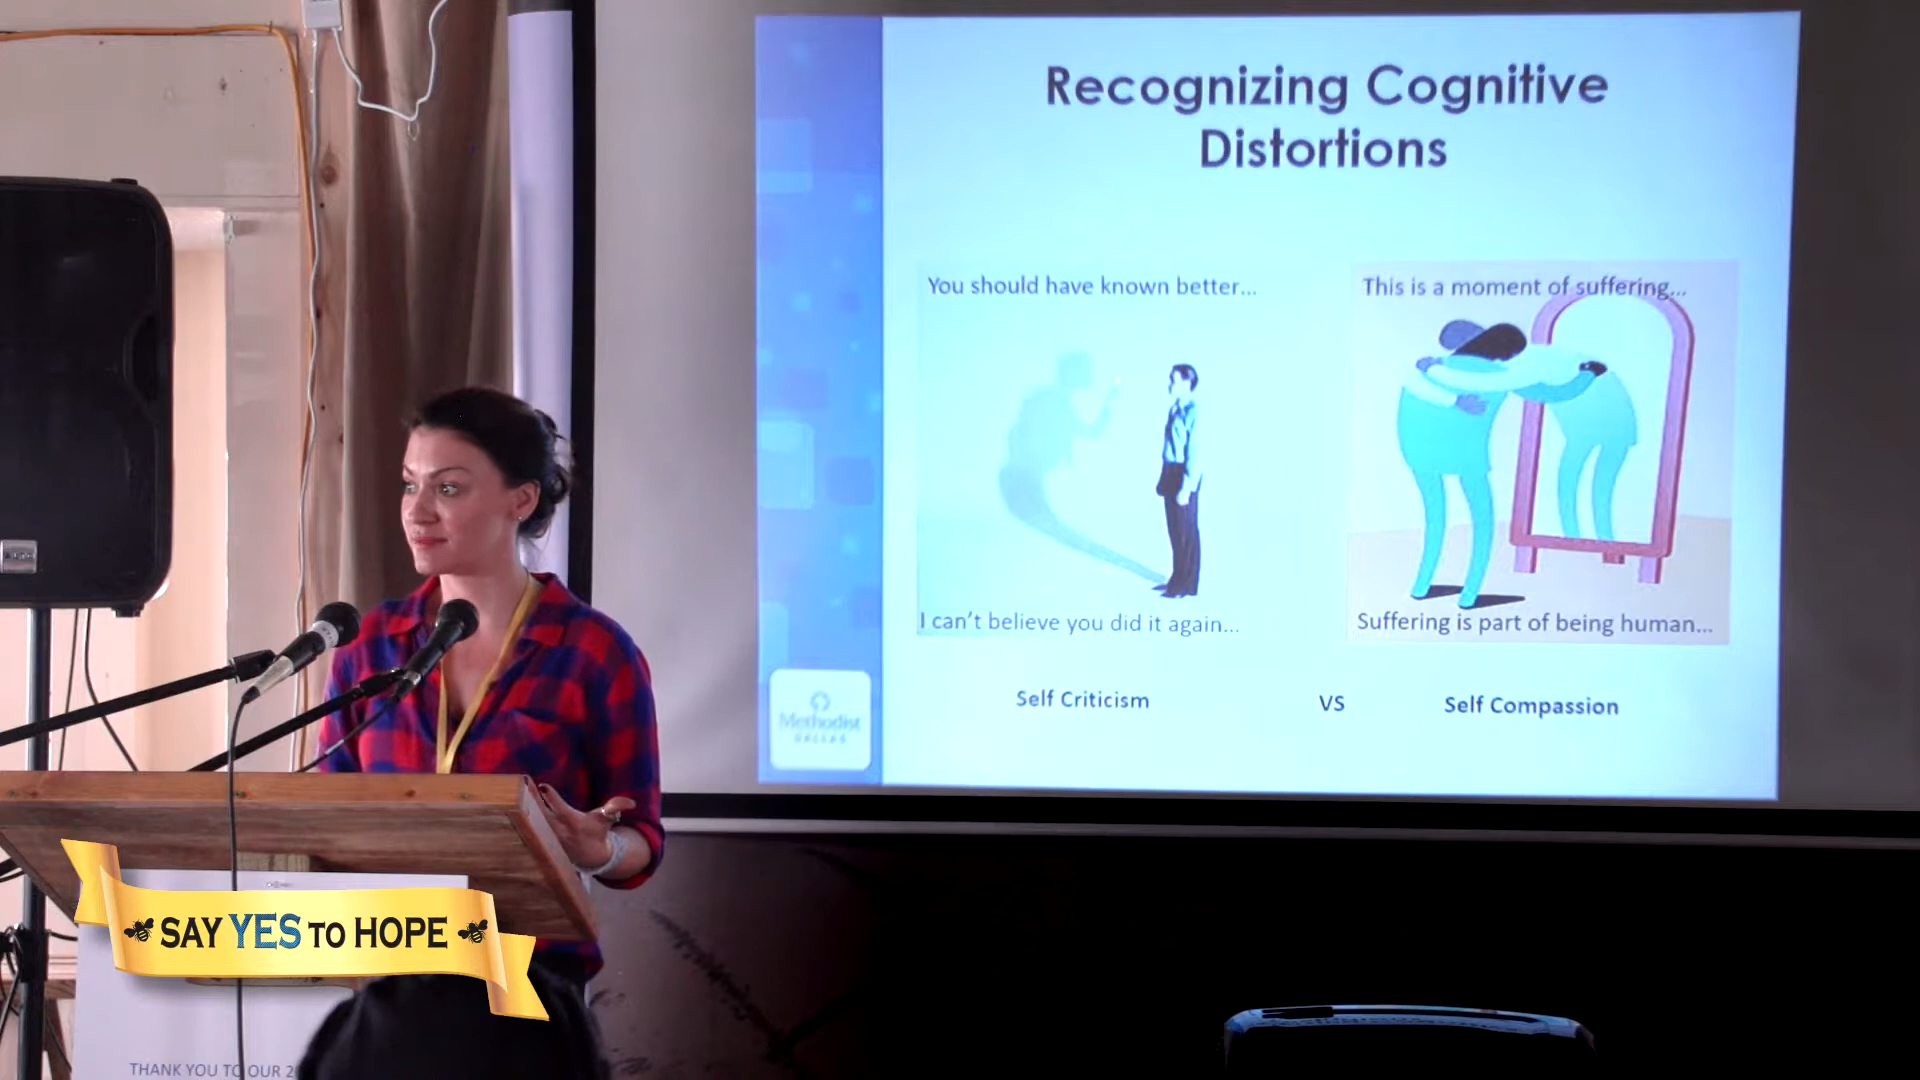 Recognizing Cognitive
Distortions
You should have known better...
This is a moment of suffering...
I can't believe you did it again...
Suffering is part of being human...
Self Criticism
VS
Self Compassion
Methodist
DALLAS
SAY YES TO HOPE
THANK YOU TO OUR